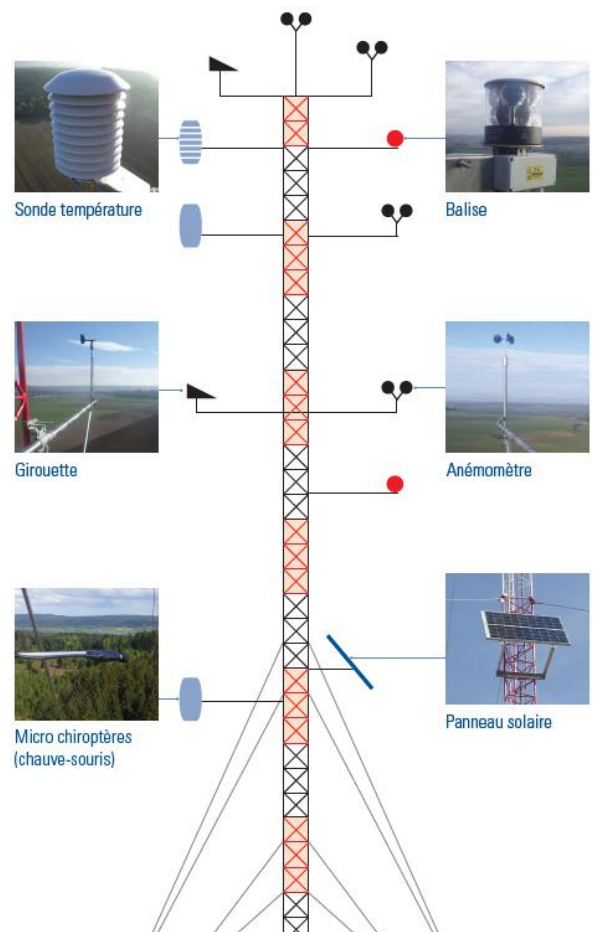 Sonde température
Balise
Girouette
Anémomètre
Micro chiroptères
(chauve-souris)
Panneau solaire